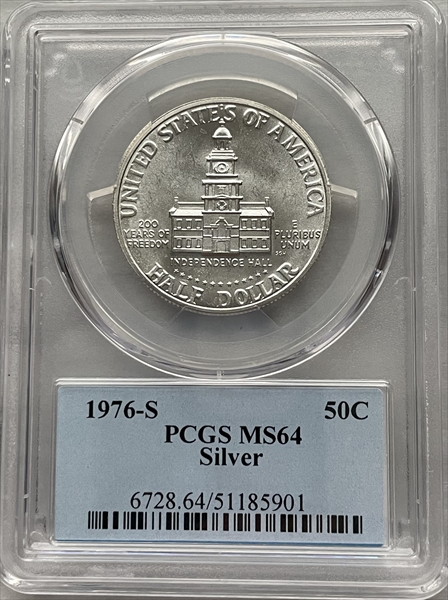 UNITED STATES OF AMERICA
200
YEARS OF
FREEDOM
E
PLURIBUS
UNUM
INDEPENDENCE HALL
HALF DOLLAR
1976-S 50C
PCGS MS64
Silver
6728.64/51185901